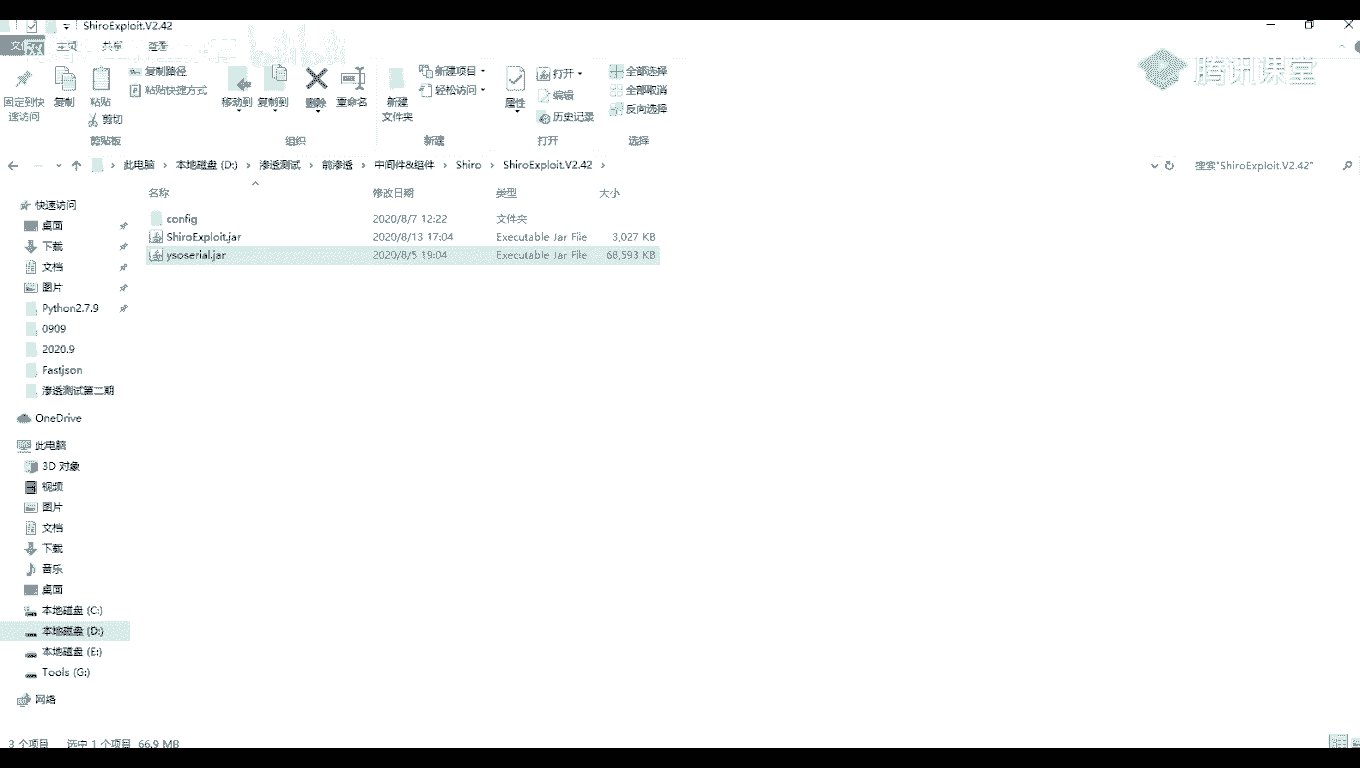 ShiroExploit.V2.42
主页 共享 查看
腾讯课堂
复制路径
粘贴快捷方式
固定到快速访问
复制
粘贴
剪切
移动到 复制到 删除 重命名
新建文件夹
新建项目
轻松访问
属性
打开
编辑
历史记录
全部选择
全部取消
反向选择
剪贴板 组织 新建 打开 选择
此电脑 本地磁盘 (D:) 渗透测试 前渗透 中间件&组件 Shiro ShiroExploit.V2.42
搜索"ShiroExploit.V2.42"
名称 修改日期 类型 大小
config 2020/8/7 12:22 文件夹
ShiroExploit.jar 2020/8/13 17:04 Executable Jar File 3,027 KB
ysoserial.jar 2020/8/5 19:04 Executable Jar File 68,593 KB
快速访问
桌面
下载
文档
图片
Python2.7.9
0909
2020.9
Fastjson
渗透测试第二期
OneDrive
此电脑
3D 对象
视频
图片
文档
下载
音乐
桌面
本地磁盘 (C:)
本地磁盘 (D:)
本地磁盘 (E:)
Tools (G:)
网络
3 个项目 选中 1 个项目 66.9 MB